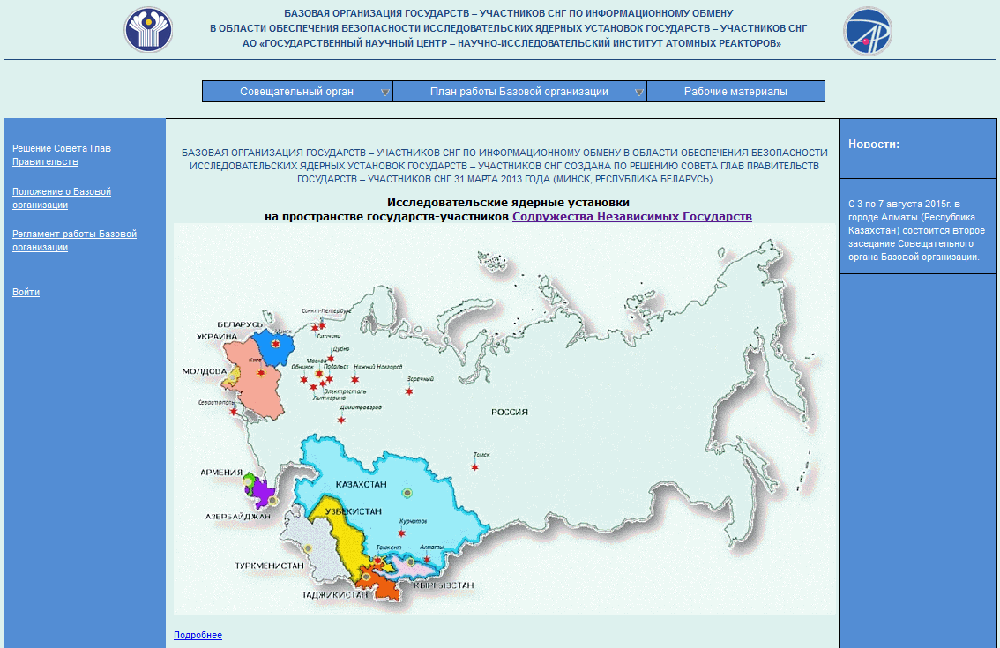 БАЗОВАЯ ОРГАНИЗАЦИЯ ГОСУДАРСТВ – УЧАСТНИКОВ СНГ ПО ИНФОРМАЦИОННОМУ ОБМЕНУ
В ОБЛАСТИ ОБЕСПЕЧЕНИЯ БЕЗОПАСНОСТИ ИССЛЕДОВАТЕЛЬСКИХ ЯДЕРНЫХ УСТАНОВОК ГОСУДАРСТВ – УЧАСТНИКОВ СНГ
АО «ГОСУДАРСТВЕННЫЙ НАУЧНЫЙ ЦЕНТР – НАУЧНО-ИССЛЕДОВАТЕЛЬСКИЙ ИНСТИТУТ АТОМНЫХ РЕАКТОРОВ»
Совещательный орган
План работы Базовой организации
Рабочие материалы
Решение Совета Глав
Правительств
Положение о Базовой
организации
Регламент работы Базовой
организации
Войти
БАЗОВАЯ ОРГАНИЗАЦИЯ ГОСУДАРСТВ – УЧАСТНИКОВ СНГ ПО ИНФОРМАЦИОННОМУ ОБМЕНУ В ОБЛАСТИ ОБЕСПЕЧЕНИЯ БЕЗОПАСНОСТИ
ИССЛЕДОВАТЕЛЬСКИХ ЯДЕРНЫХ УСТАНОВОК ГОСУДАРСТВ – УЧАСТНИКОВ СНГ СОЗДАНА ПО РЕШЕНИЮ СОВЕТА ГЛАВ ПРАВИТЕЛЬСТВ
ГОСУДАРСТВ – УЧАСТНИКОВ СНГ 31 МАРТА 2013 ГОДА (МИНСК, РЕСПУБЛИКА БЕЛАРУСЬ)
Исследовательские ядерные установки
на пространстве государств-участников Содружества Независимых Государств
Санкт-Петербург
Гатчина
БЕЛАРУСЬ
Минск
УКРАИНА
Киев
МОЛДОВА
Севастополь
Дубна
Москва
Обнинск
Подольск
Нижний Новгород
Электросталь
Лыткарино
Заречный
Димитровград
РОССИЯ
Томск
АРМЕНИЯ
АЗЕРБАЙДЖАН
КАЗАХСТАН
УЗБЕКИСТАН
Курчатов
Ташкент
Алматы
ТУРКМЕНИСТАН
КЫРГЫЗСТАН
ТАДЖИКИСТАН
Подробнее
Новости:
С 3 по 7 августа 2015г. в
городе Алматы (Республика
Казахстан) состоится второе
заседание Совещательного
органа Базовой организации.